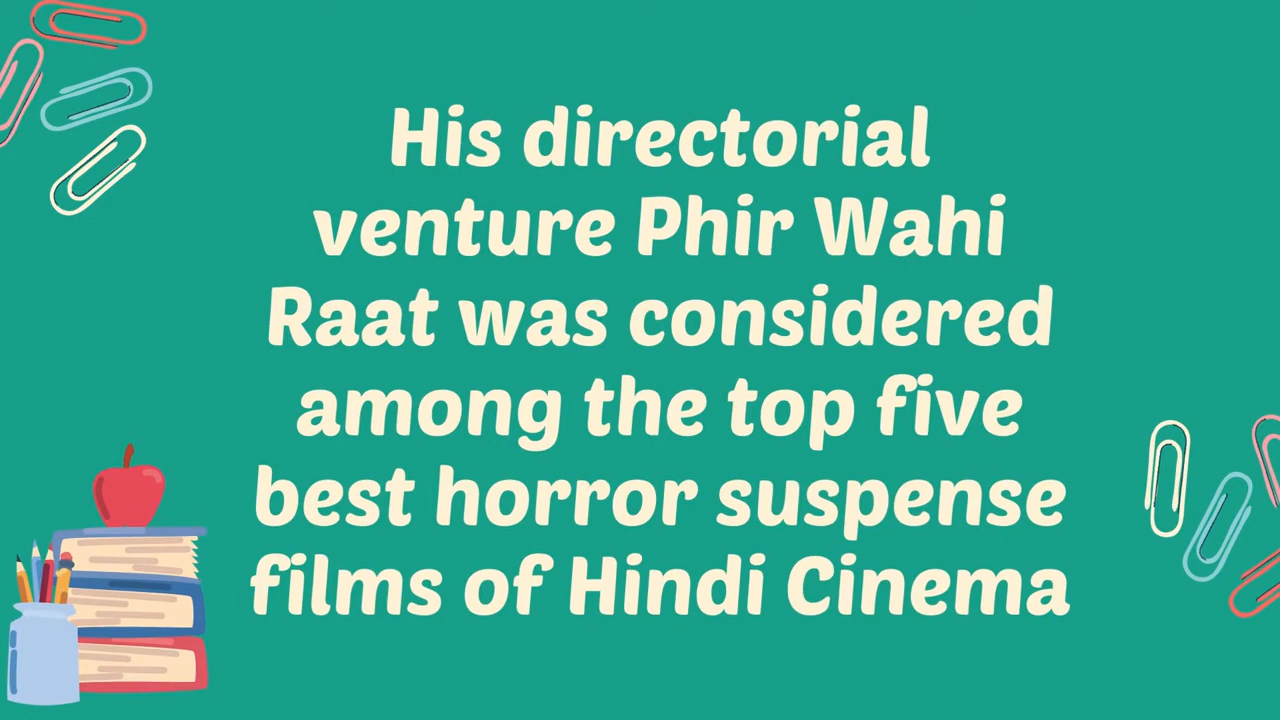 His directorial
venture Phir Wahi
Raat was considered
among the top five
best horror suspense
films of Hindi Cinema